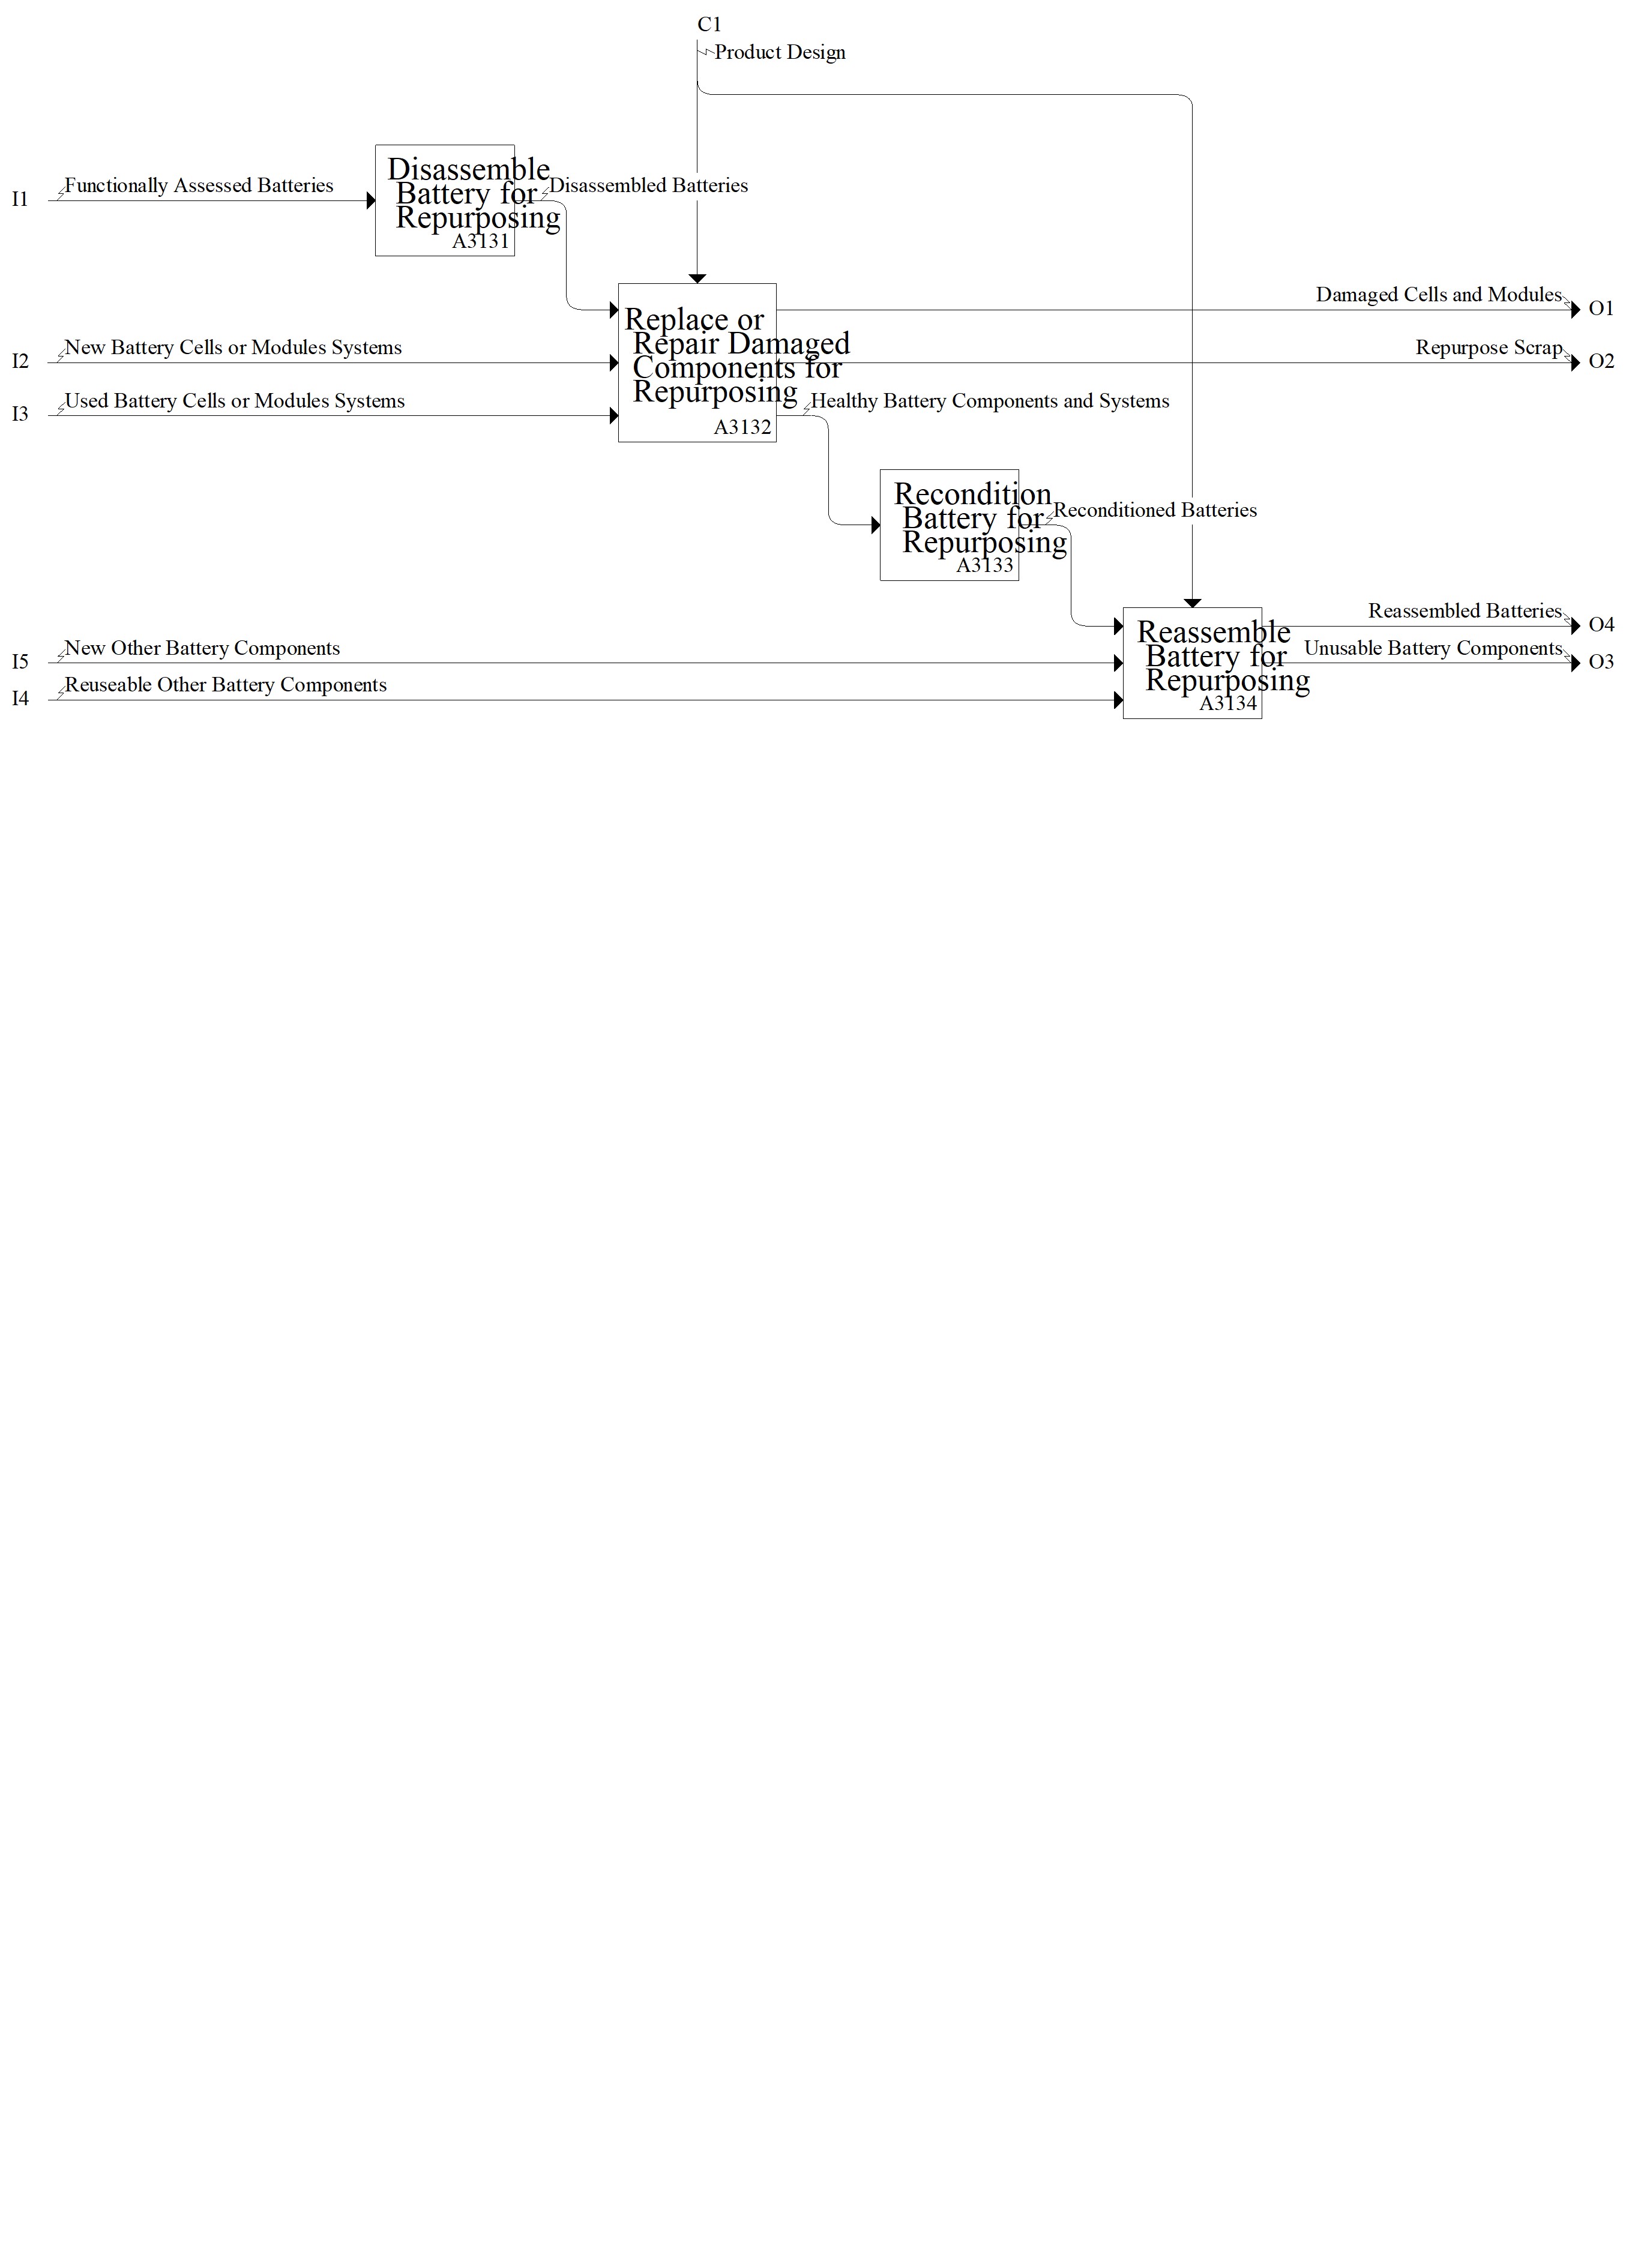 C1
Product Design
Disassemble
Battery for
Repurposing
A3131
I1
Functionally Assessed Batteries
Disassembled Batteries
Replace or
Repair Damaged
Components for
Repurposing
A3132
Damaged Cells and Modules
O1
I2
New Battery Cells or Modules Systems
Repurpose Scrap
O2
I3
Used Battery Cells or Modules Systems
Healthy Battery Components and Systems
Recondition
Battery for
Repurposing
A3133
Reconditioned Batteries
Reassemble
Battery for
Repurposing
A3134
Reassembled Batteries
O4
I5
New Other Battery Components
Unusable Battery Components
O3
I4
Reuseable Other Battery Components